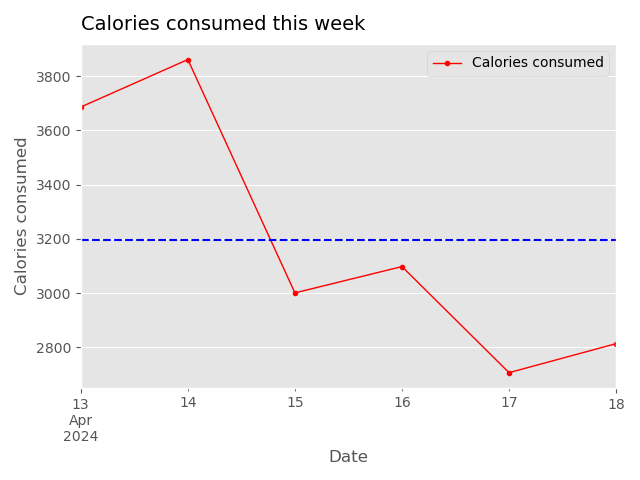 Calories consumed this week
Calories consumed
3800
3600
3400
3200
3000
2800
Calories consumed
13
Apr
2024
14
15
16
17
18
Date